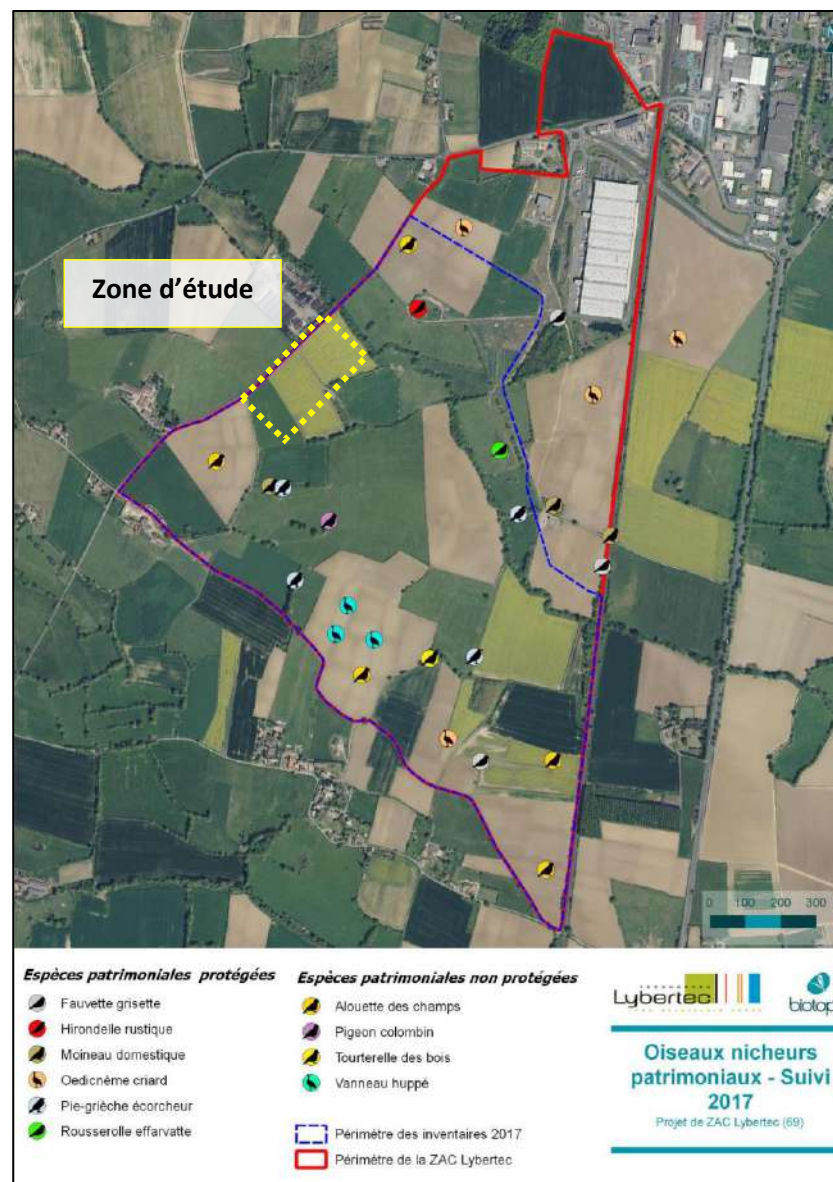 Zone d'étude
0 100 200 300
Espèces patrimoniales protégées
Fauvette grisette
Hirondelle rustique
Moineau domestique
Oedicnème criard
Pie-grièche écorcheur
Rousserolle effarvatte
Espèces patrimoniales non protégées
Alouette des champs
Pigeon colombin
Tourterelle des bois
Vanneau huppé
Périmètre des inventaires 2017
Périmètre de la ZAC Lybertec
Lybertec
biotop
Oiseaux nicheurs
patrimoniaux - Suivi
2017
Projet de ZAC Lybertec (69)